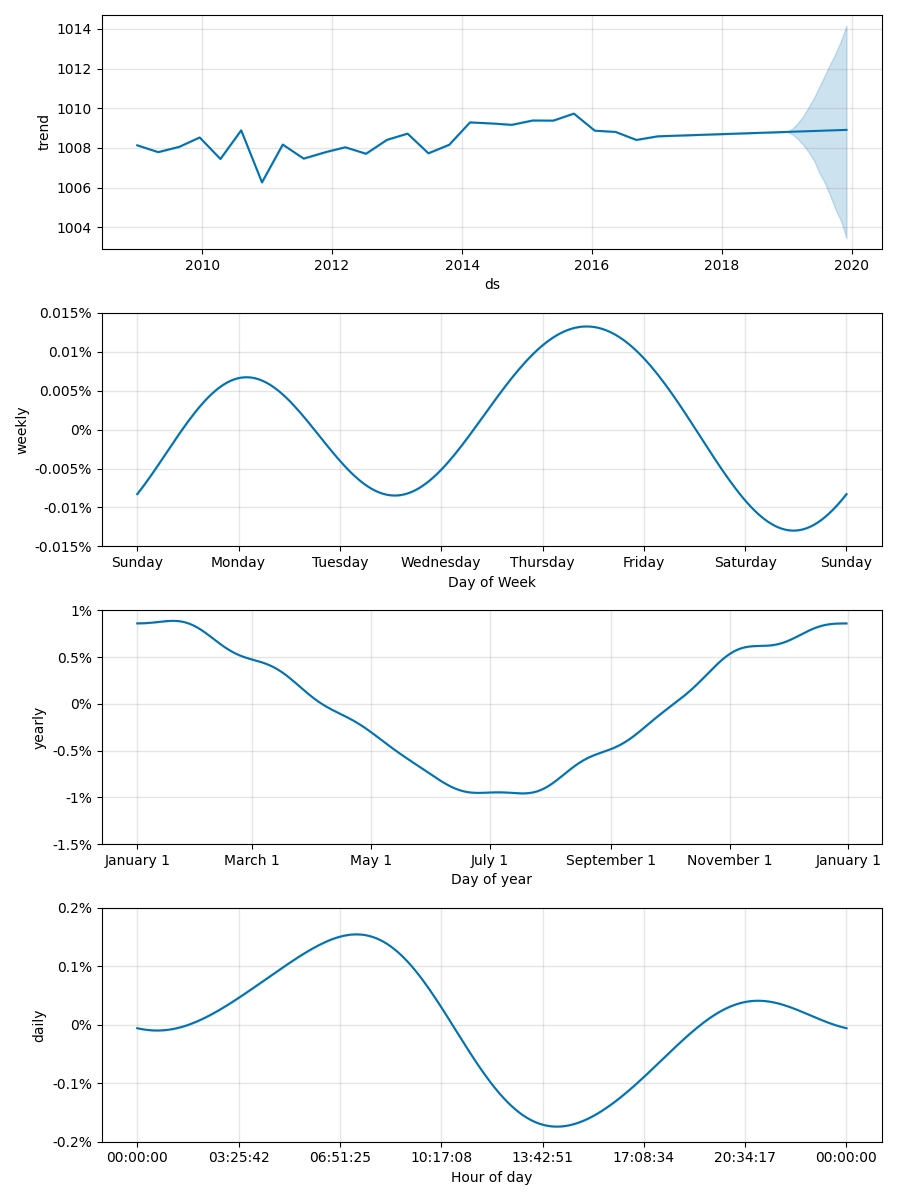 1014
1012
1010
1008
1006
1004
trend
2010 2012 2014 2016 2018 2020
ds
0.015%
0.01%
0.005%
0%
-0.005%
-0.01%
-0.015%
weekly
Sunday Monday Tuesday Wednesday Thursday Friday Saturday Sunday
Day of Week
1%
0.5%
0%
-0.5%
-1%
-1.5%
yearly
January 1 March 1 May 1 July 1 September 1 November 1 January 1
Day of year
0.2%
0.1%
0%
-0.1%
-0.2%
daily
00:00:00 03:25:42 06:51:25 10:17:08 13:42:51 17:08:34 20:34:17 00:00:00
Hour of day